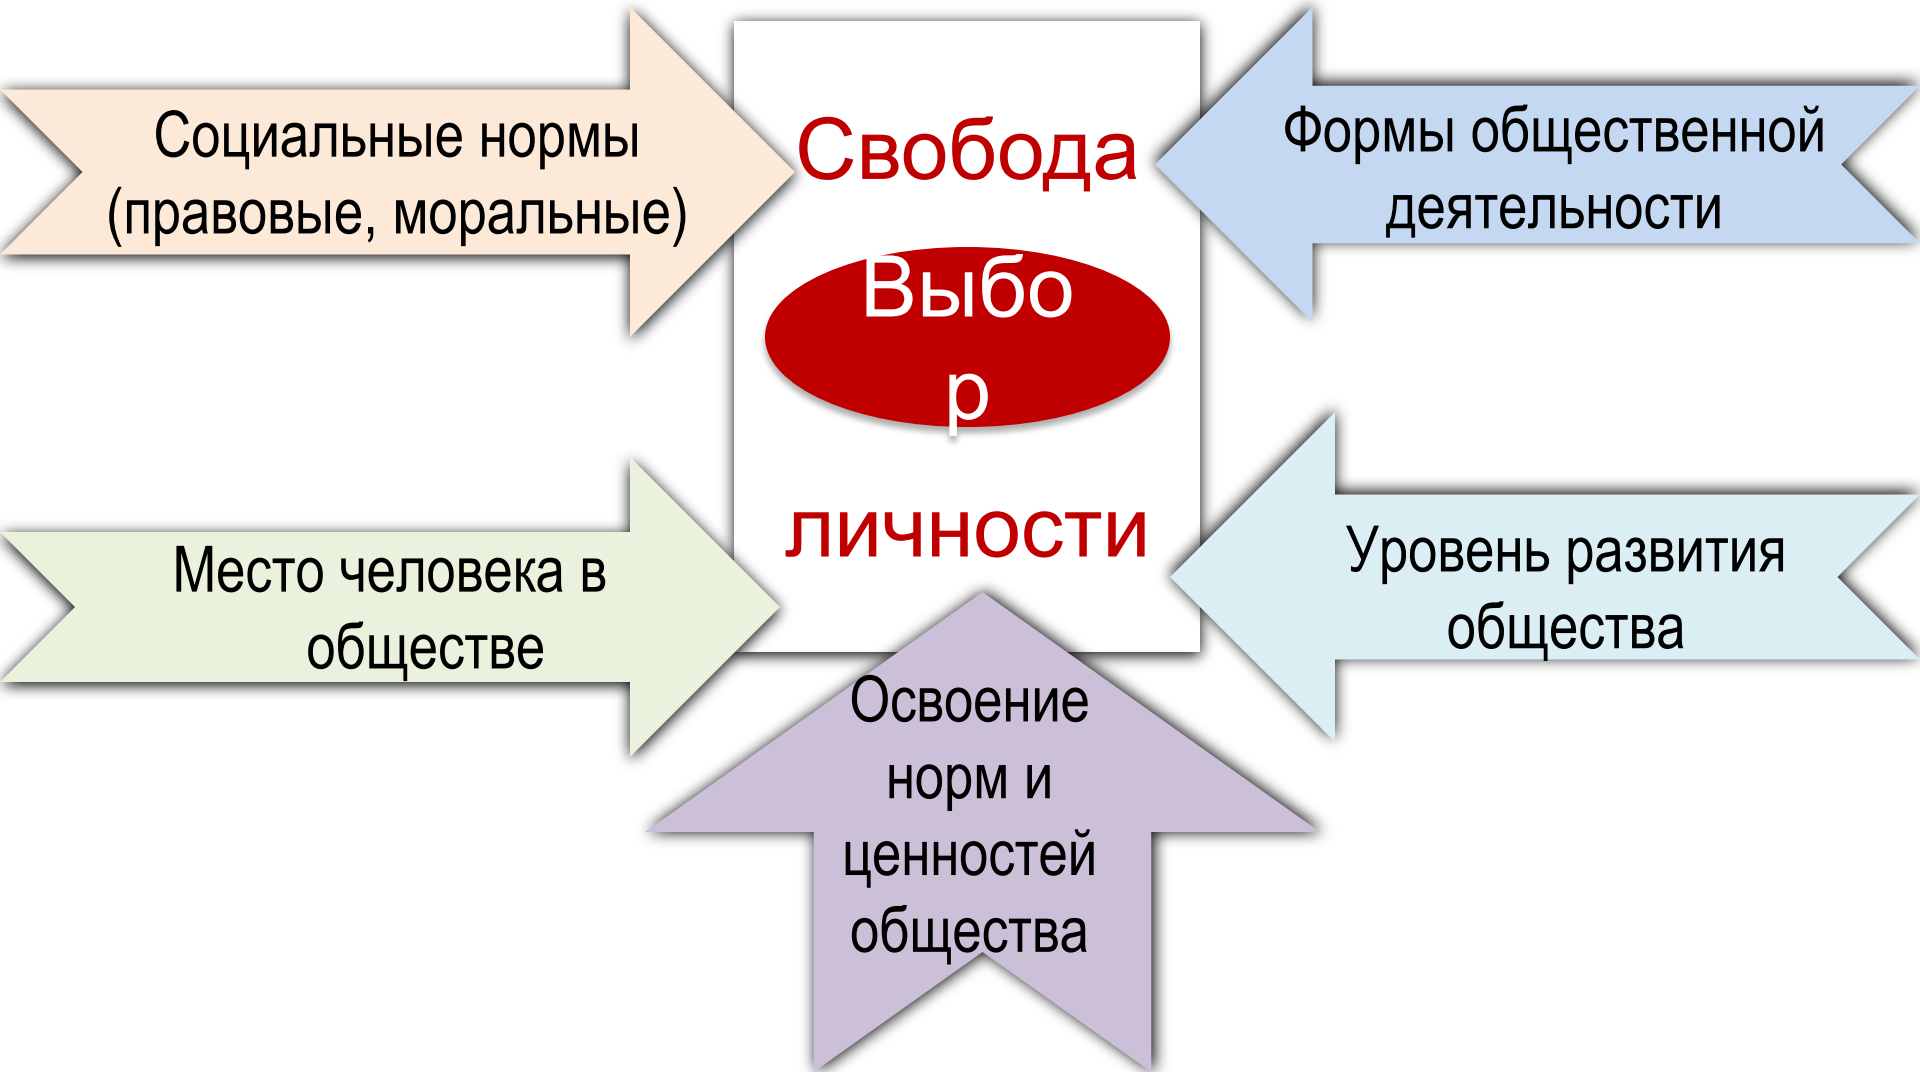 Социальные нормы
(правовые, моральные)
Свобода
Выбо
р
личности
Формы общественной
деятельности
Место человека в
обществе
Уровень развития
общества
Освоение
норм и
ценностей
общества